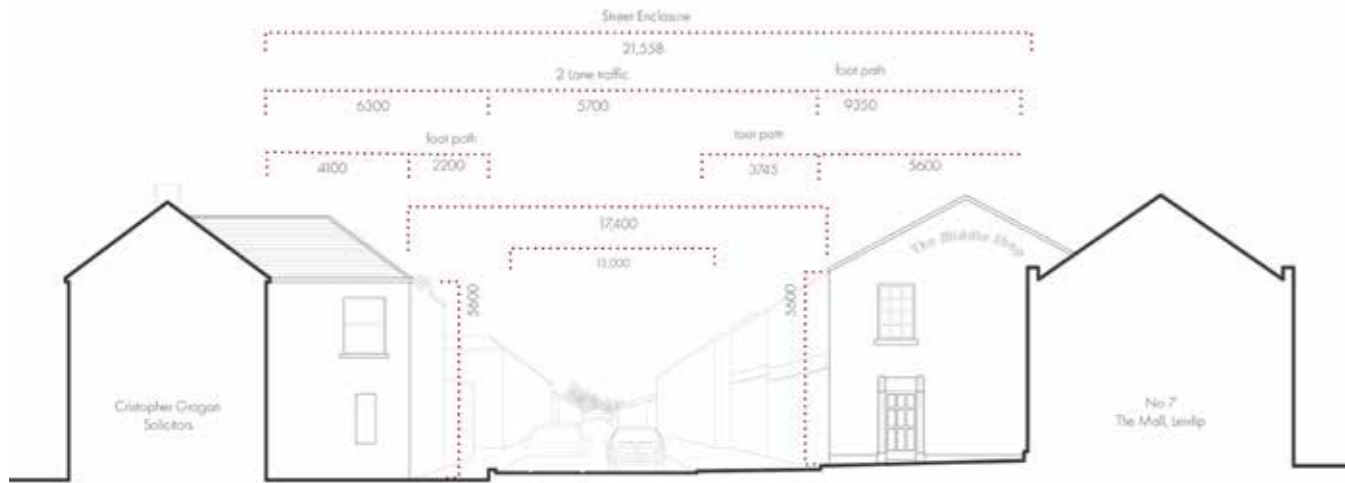 Street Enclosure
21,558
2 Lane traffic
foot path
6300
5700
9350
foot path
foot path
4100
2200
3745
5600
17,400
13,000
5600
5600
The Middle Shop
Cristopher Grogan
Solicitors
No 7
The Mall, Leixlip